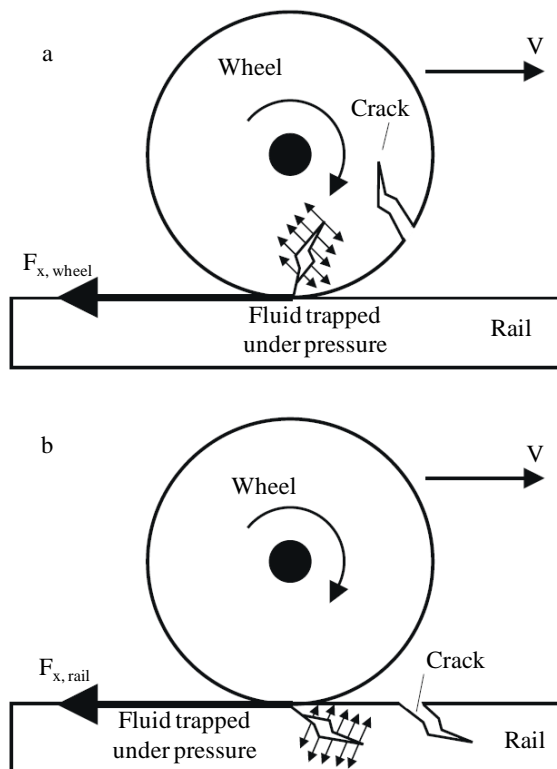 a
V
Wheel
Crack
F x, wheel
Fluid trapped
under pressure
Rail
b
V
Wheel
Crack
F x, rail
Fluid trapped
under pressure
Rail